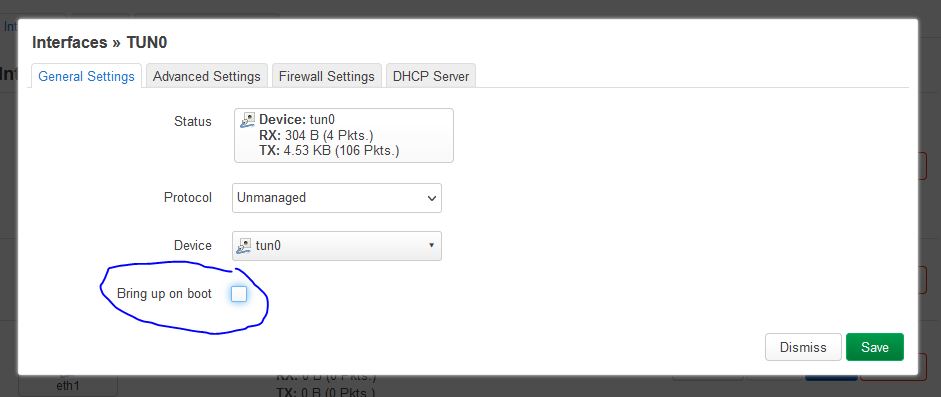 Int
Interfaces » TUN0
General Settings
Advanced Settings
Firewall Settings
DHCP Server
Status
Device: tun0
RX: 304 B (4 Pkts.)
TX: 4.53 KB (106 Pkts.)
Protocol
Unmanaged
Device
tun0
Bring up on boot
Dismiss
Save
eth1
RX: 0 B (0 Pkts.)
TX: 0 B (0 Pkts.)